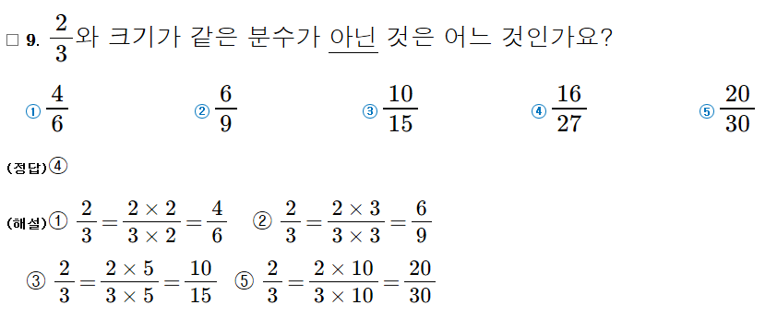 □ 9. 2/3와 크기가 같은 분수가 아닌 것은 어느 것인가요?
① 4/6 ② 6/9 ③ 10/15 ④ 16/27 ⑤ 20/30
(정답)④
(해설)① 2/3 = 2×2/3×2 = 4/6 ② 2/3 = 2×3/3×3 = 6/9
③ 2/3 = 2×5/3×5 = 10/15 ⑤ 2/3 = 2×10/3×10 = 20/30